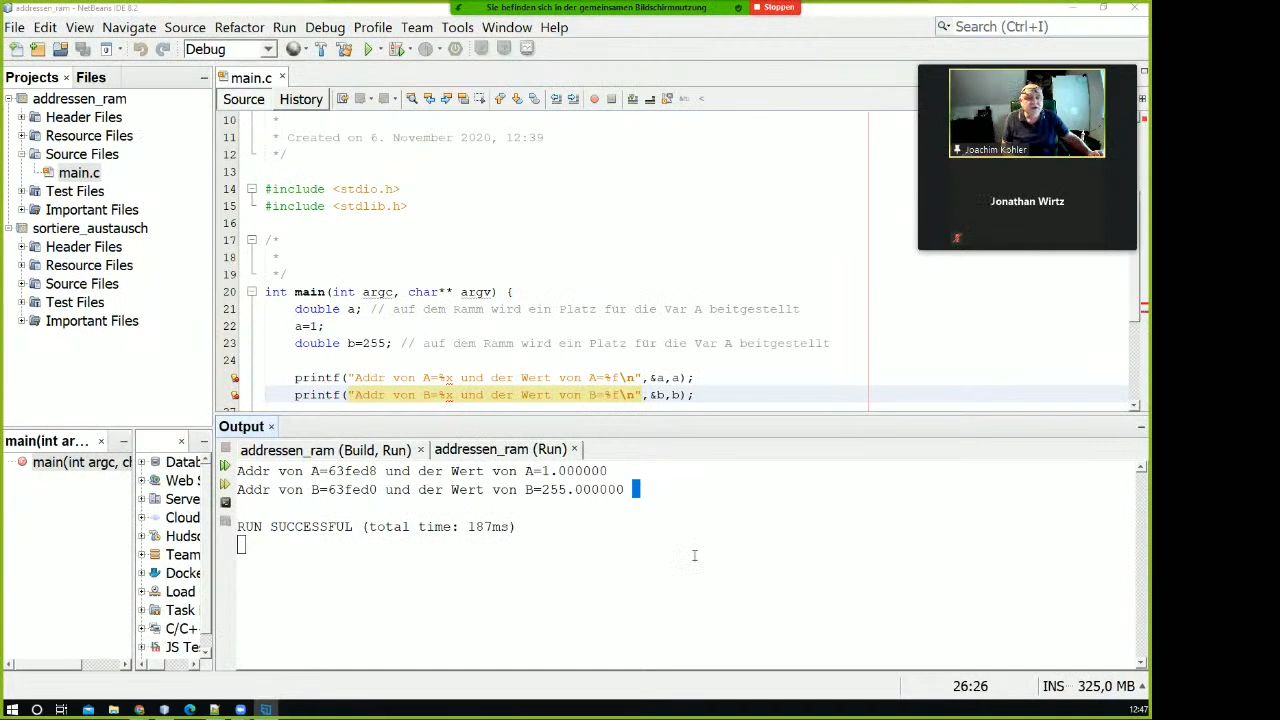 addressen_ram - NetBeans IDE 8.2
Sie befinden sich in der gemeinsamen Bildschirmnutzung
Stoppen
File Edit View Navigate Source Refactor Run Debug Profile Team Tools Window Help
Search (Ctrl+I)
Debug
Projects × Files
main.c
Source History
addressen_ram
Header Files
Resource Files
Source Files
main.c
Test Files
Important Files
sortiere_austausch
Header Files
Resource Files
Source Files
Test Files
Important Files
10 *
11 * Created on 6. November 2020, 12:39
12 */
13
14 #include <stdio.h>
15 #include <stdlib.h>
16
17 /*
18 *
19 */
20 int main(int argc, char** argv) {
21 double a; // auf dem Ramm wird ein Platz für die Var A beitgestellt
22 a=1;
23 double b=255; // auf dem Ramm wird ein Platz für die Var A beitgestellt
24
printf("Addr von A=%x und der Wert von A=%f\n",&a,a);
printf("Addr von B=%x und der Wert von B=%f\n",&b,b);
Joachim Kohler
Jonathan Wirtz
Output
main(int ar...
main(int argc, ch
Datab
Web S
Serve
Cloud
Hudso
Team
Docke
Load
Task
C/C+
JS Te
addressen_ram (Build, Run) × addressen_ram (Run) ×
Addr von A=63fed8 und der Wert von A=1.000000
Addr von B=63fed0 und der Wert von B=255.000000
RUN SUCCESSFUL (total time: 187ms)
26:26 INS 325,0 MB
12:47